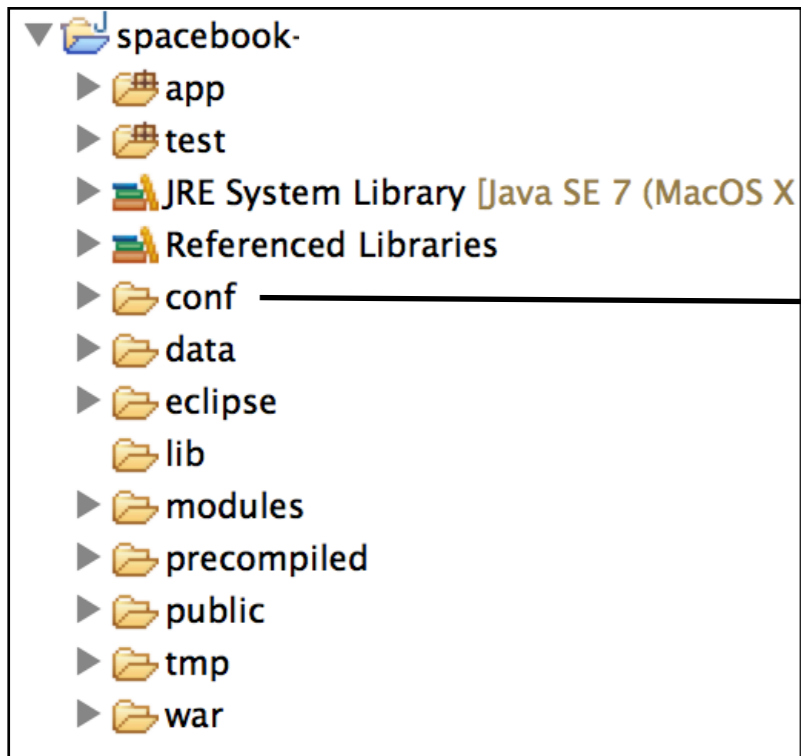 spacebook-
app
test
JRE System Library [Java SE 7 (MacOS X
Referenced Libraries
conf
data
eclipse
lib
modules
precompiled
public
tmp
war